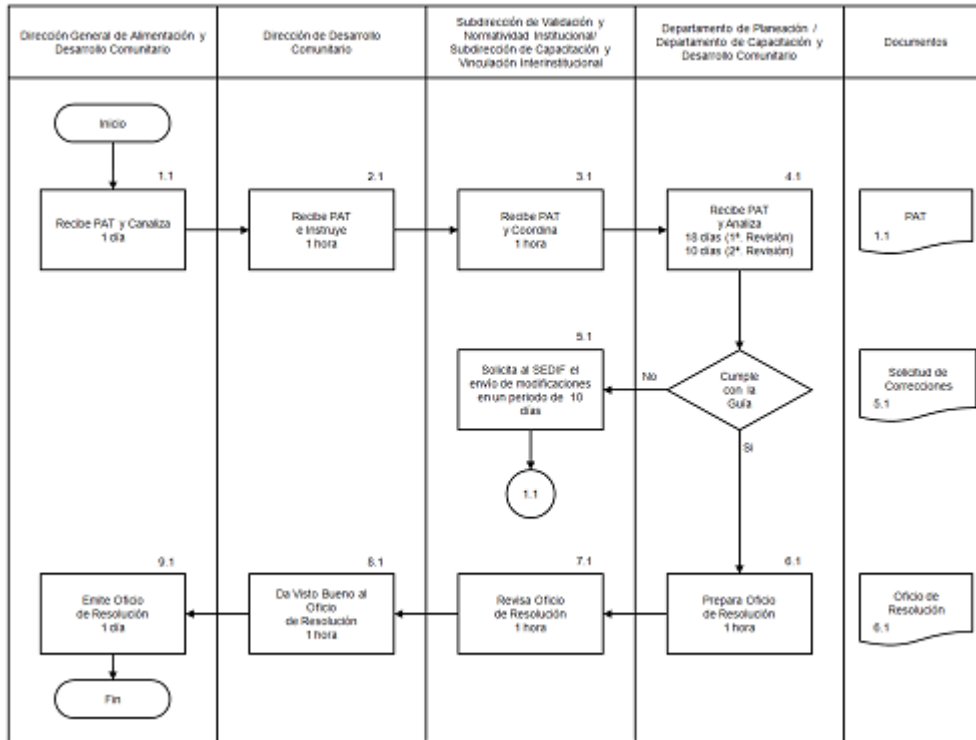 Dirección General de Alimentación y
Desarrollo Comunitario
Dirección de Desarrollo
Comunitario
Subdirección de Validación y
Normatividad Institucional/
Subdirección de Capacitación y
Vinculación Interinstitucional
Departamento de Planeación /
Departamento de Capacitación y
Desarrollo Comunitario
Documentos
Inicio
1.1
Recibe PAT y Canaliza
1 día
2.1
Recibe PAT
e Instruye
1 hora
3.1
Recibe PAT
y Coordina
1 hora
4.1
Recibe PAT
y Analiza
18 días (1ª. Revisión)
10 días (2ª. Revisión)
PAT
1.1
5.1
Solicita al SEDIF el
envío de modificaciones
en un periodo de 10
días
No
Cumple
con la
Guía
Si
Solicitud de
Correcciones
5.1
1.1
9.1
Emite Oficio
de Resolución
1 día
8.1
Da Visto Bueno al
Oficio
de Resolución
1 hora
7.1
Revisa Oficio
de Resolución
1 hora
6.1
Prepara Oficio
de Resolución
1 hora
Oficio de
Resolución
6.1
Fin